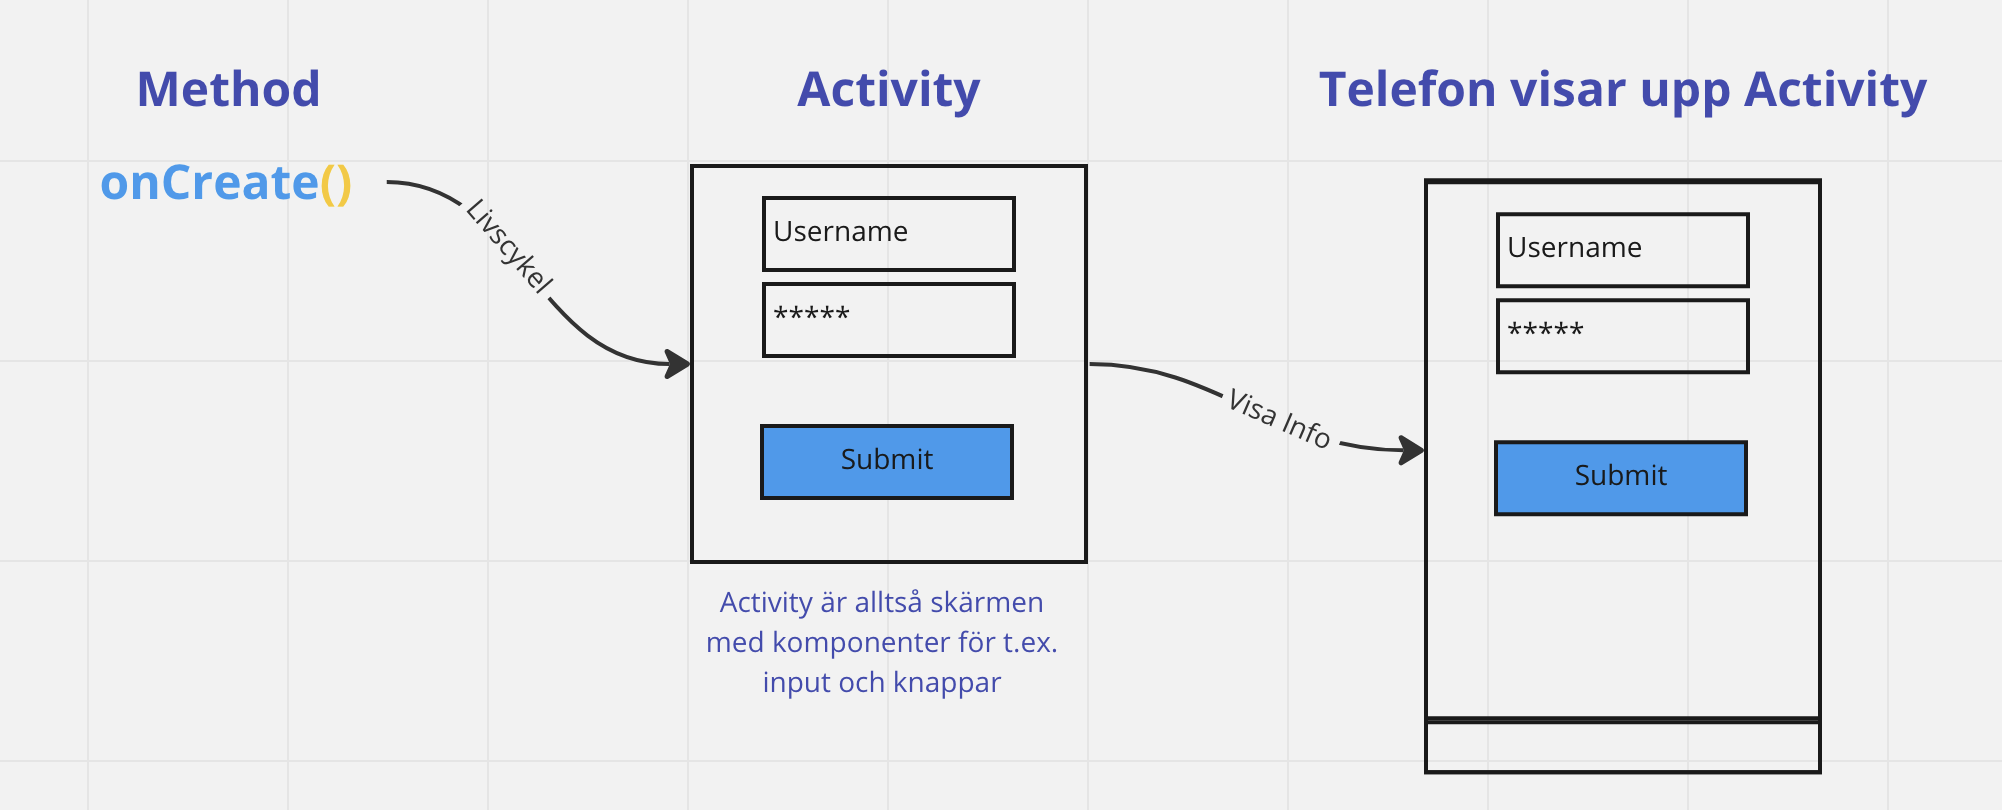 Method
Activity
Telefon visar upp Activity
onCreate()
Livscykel
Username
*****
Submit
Activity är alltså skärmen
med komponenter för t.ex.
input och knappar
Visa Info
Username
*****
Submit